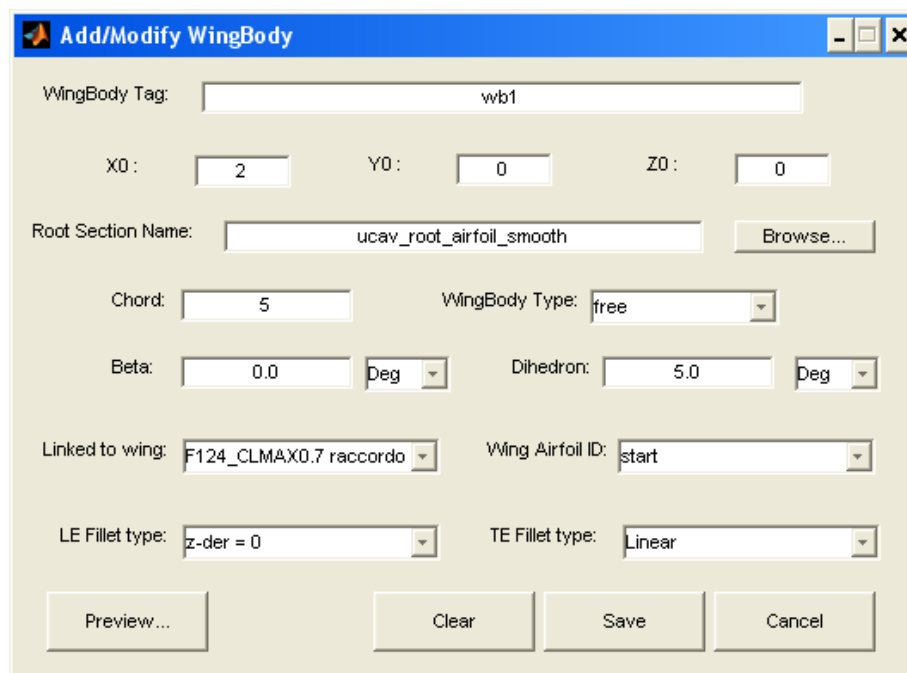 Add/Modify WingBody
WingBody Tag: wb1
X0 : 2 Y0 : 0 Z0 : 0
Root Section Name: ucav_root_airfoil_smooth Browse...
Chord: 5 WingBody Type: free
Beta: 0.0 Deg Dihedron: 5.0 Deg
Linked to wing: F124_CLMAX0.7 raccordo Wing Airfoil ID: start
LE Fillet type: z-der = 0 TE Fillet type: Linear
Preview... Clear Save Cancel